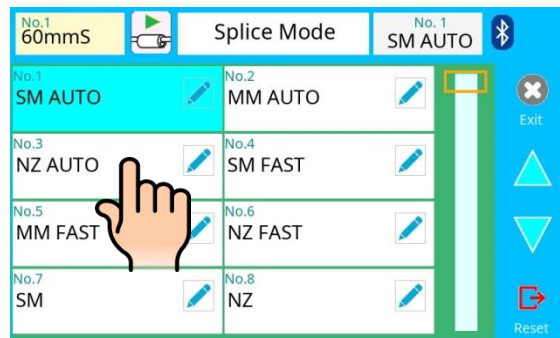 No.1
60mmS
Splice Mode
No. 1
SM AUTO
No.1
SM AUTO
No.2
MM AUTO
Exit
No.3
NZ AUTO
No.4
SM FAST
No.5
MM FAST
No.6
NZ FAST
No.7
SM
No.8
NZ
Reset